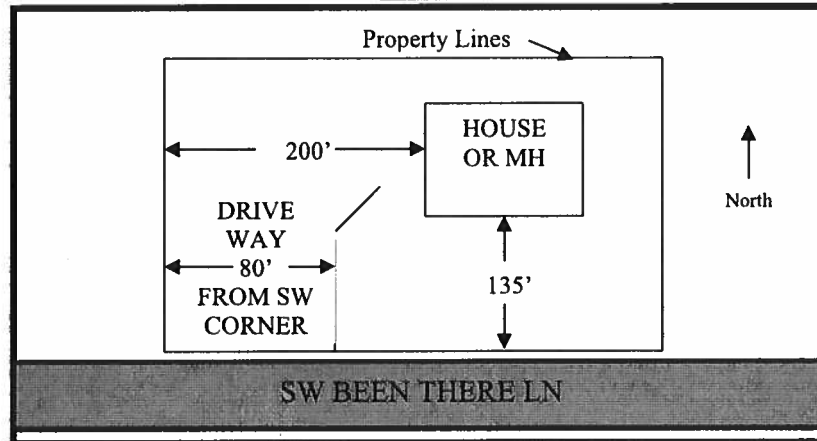 Property Lines
HOUSE
OR MH
200'
North
DRIVE
WAY
80'
FROM SW
CORNER
135'
SW BEEN THERE LN